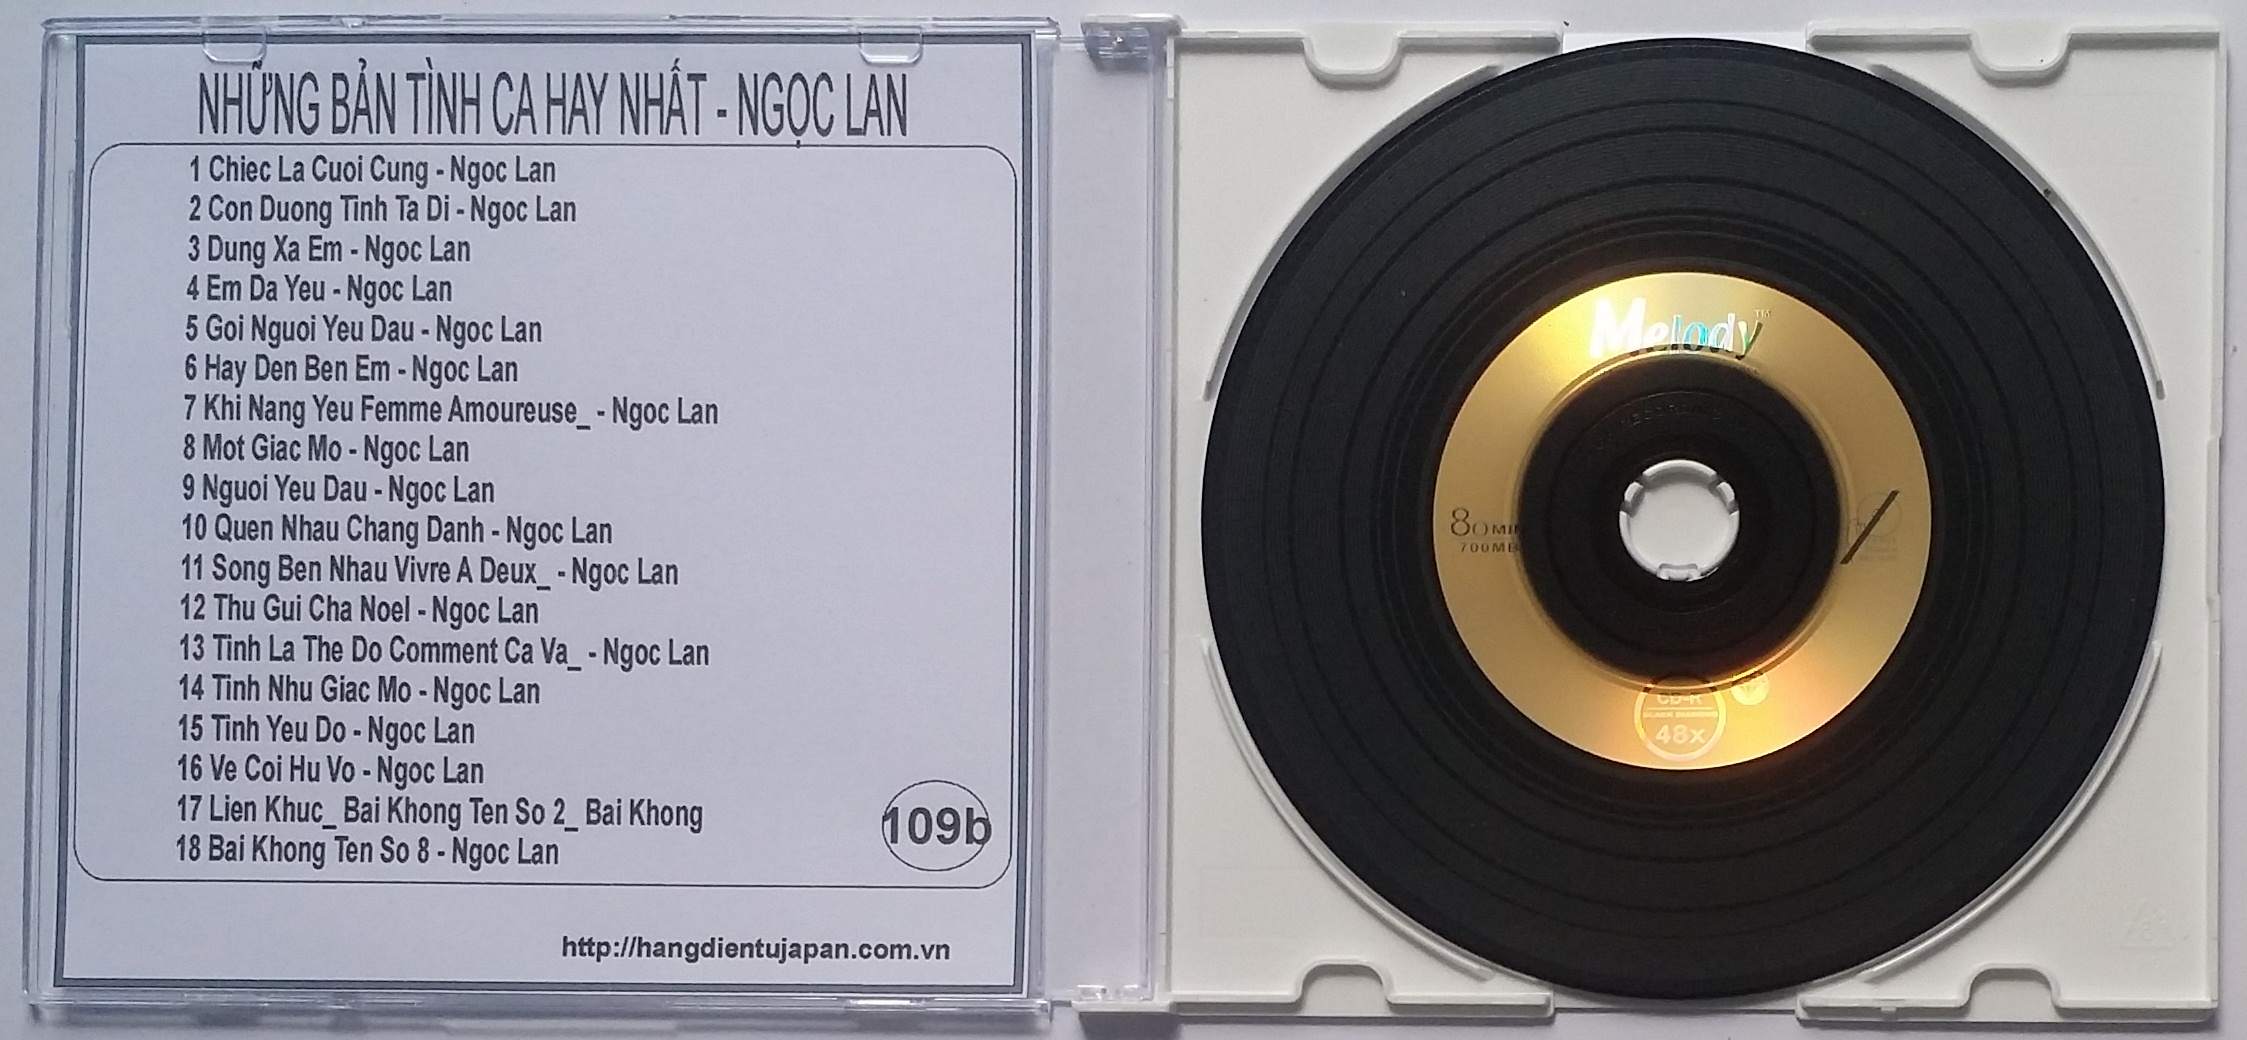 NHỮNG BẢN TÌNH CA HAY NHẤT - NGỌC LAN
1 Chiec La Cuoi Cung - Ngoc Lan
2 Con Duong Tinh Ta Di - Ngoc Lan
3 Dung Xa Em - Ngoc Lan
4 Em Da Yeu - Ngoc Lan
5 Goi Nguoi Yeu Dau - Ngoc Lan
6 Hay Den Ben Em - Ngoc Lan
7 Khi Nang Yeu Femme Amoureuse_ - Ngoc Lan
8 Mot Giac Mo - Ngoc Lan
9 Nguoi Yeu Dau - Ngoc Lan
10 Quen Nhau Chang Danh - Ngoc Lan
11 Song Ben Nhau Vivre A Deux_ - Ngoc Lan
12 Thu Gui Cha Noel - Ngoc Lan
13 Tinh La The Do Comment Ca Va_ - Ngoc Lan
14 Tinh Nhu Giac Mo - Ngoc Lan
15 Tinh Yeu Do - Ngoc Lan
16 Ve Coi Hu Vo - Ngoc Lan
17 Lien Khuc_ Bai Khong Ten So 2_ Bai Khong
18 Bai Khong Ten So 8 - Ngoc Lan
109b
http://hangdientujapan.com.vn
Melody™
80 MIN
700MB
CD-R
48x